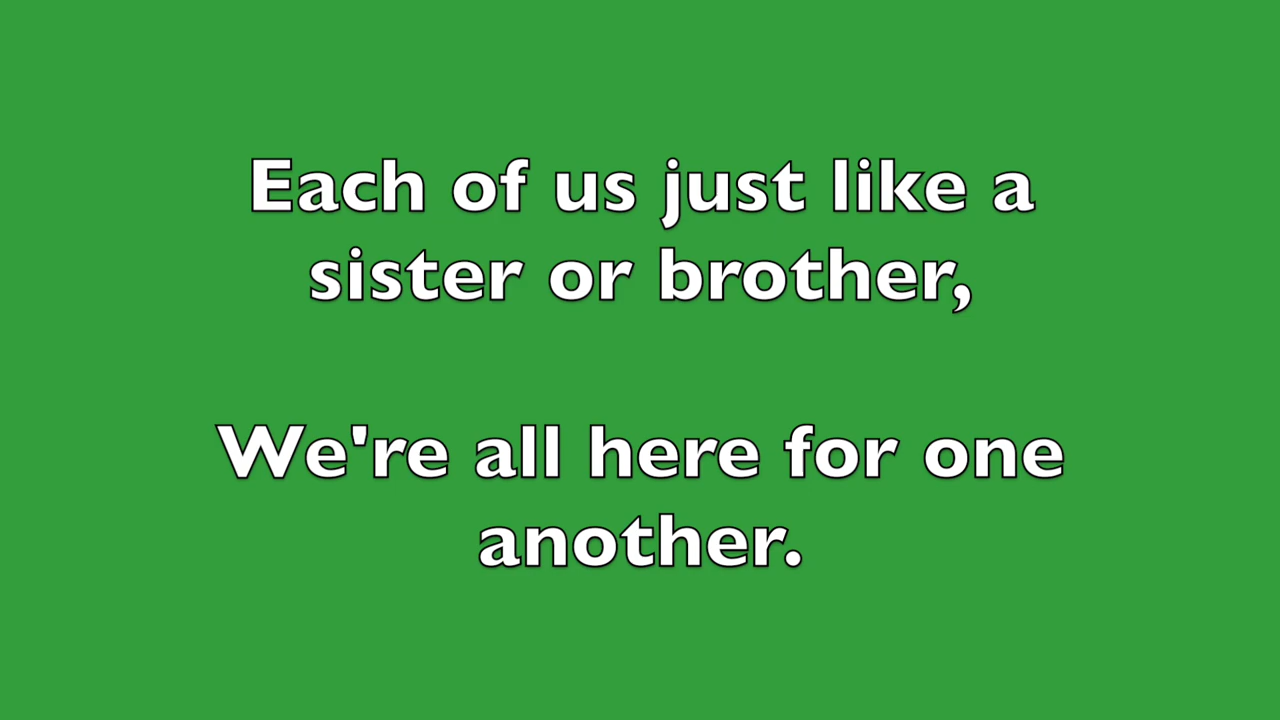 Each of us just like a
sister or brother,
We're all here for one
another.